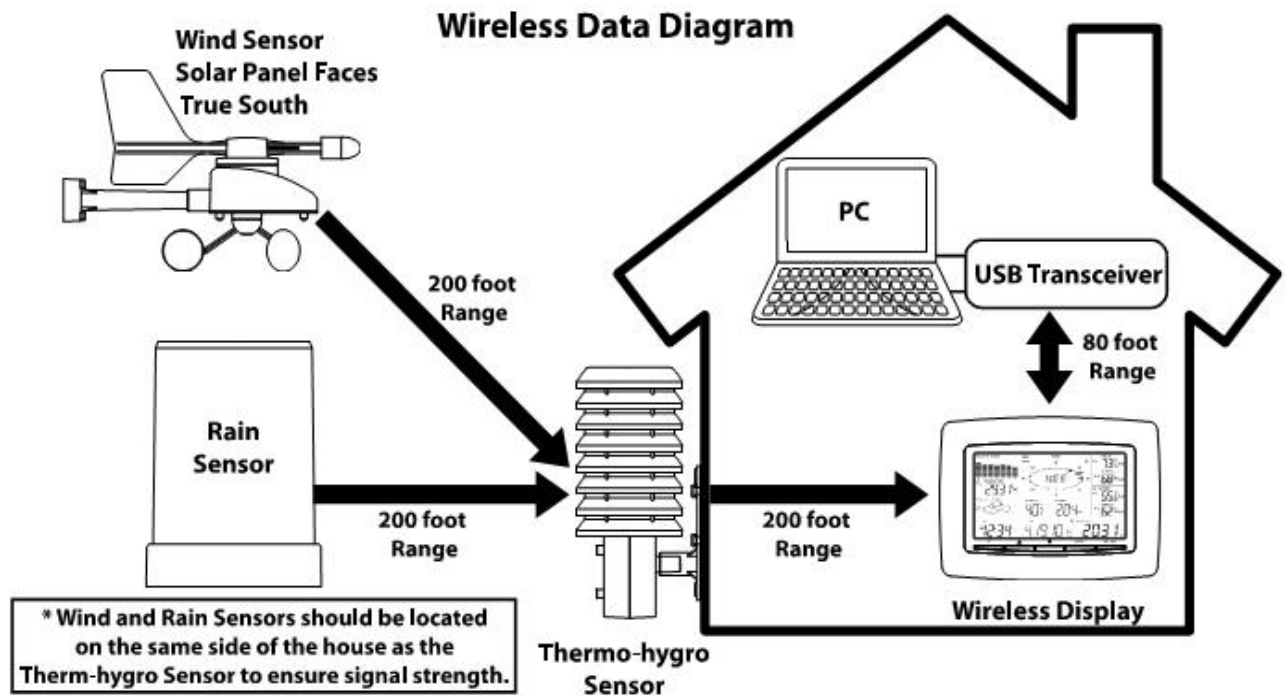 Wireless Data Diagram
Wind Sensor
Solar Panel Faces
True South
200 foot
Range
PC
USB Transceiver
80 foot
Range
Rain
Sensor
200 foot
Range
200 foot
Range
12:34
Wireless Display
* Wind and Rain Sensors should be located
on the same side of the house as the
Therm-hygro Sensor to ensure signal strength.
Thermo-hygro
Sensor